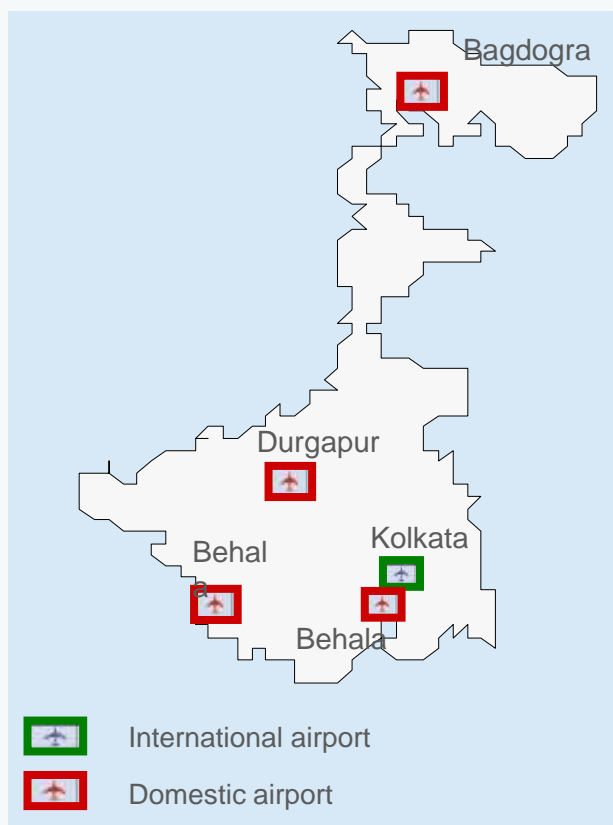 Bagdogra
Durgapur
Kolkata
Behal
a
Behala
International airport
Domestic airport